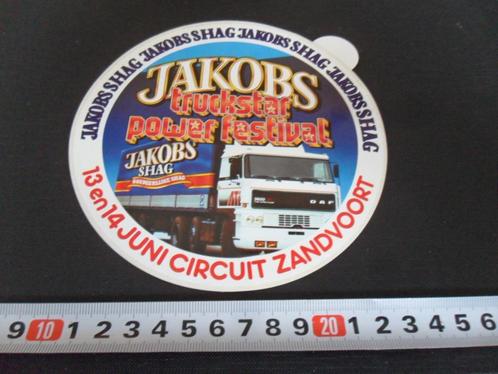 JAKOBS SHAG JAKOBS SHAG JAKOBS SHAG JAKOBS SHAG
JAKOBS
truckstar
power festival
JAKOBS
SHAG
DAF
13 en 14 JUNI CIRCUIT ZANDVOORT
9 10 1 2 3 4 5 6 7 8 9 20 1 2 3 4 5 6